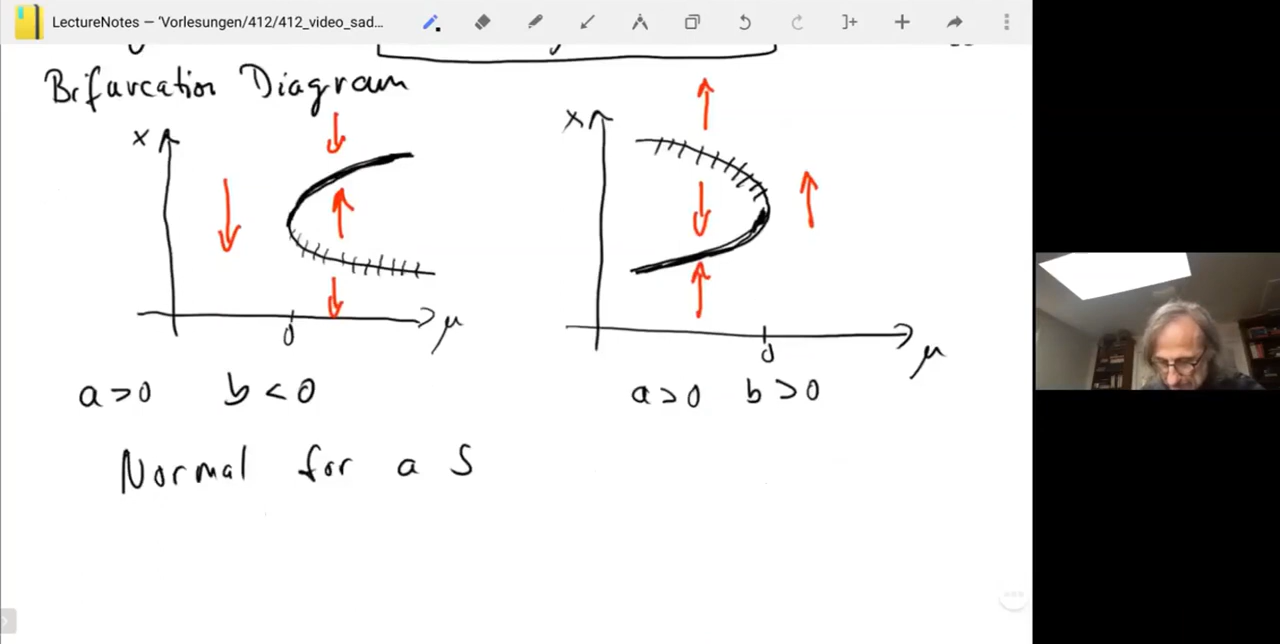 LectureNotes — 'Vorlesungen/412/412_video_sad...
Bifurcation Diagram
x
μ
0
x
μ
0
a > 0 b < 0
a > 0 b > 0
Normal for a S